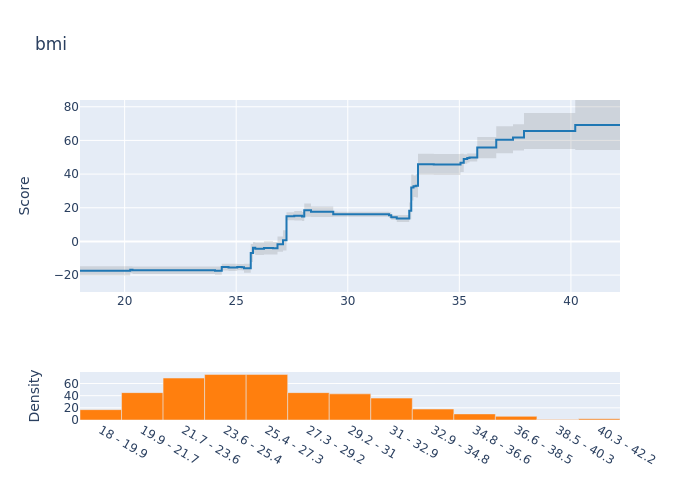 bmi
Score
80
60
40
20
0
−20
20 25 30 35 40
Density
60
40
20
0
18 - 19.9
19.9 - 21.7
21.7 - 23.6
23.6 - 25.4
25.4 - 27.3
27.3 - 29.2
29.2 - 31
31 - 32.9
32.9 - 34.8
34.8 - 36.6
36.6 - 38.5
38.5 - 40.3
40.3 - 42.2